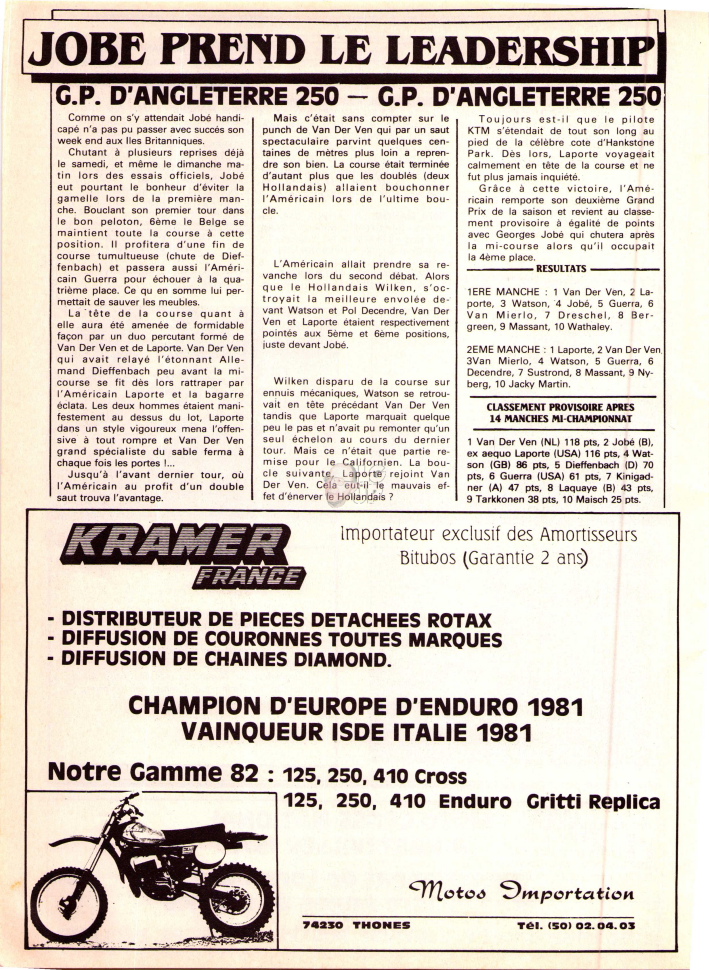 JOBE PREND LE LEADERSHIP
G.P. D'ANGLETERRE 250 — G.P. D'ANGLETERRE 250
Comme on s'y attendait Jobé handi-
capé n'a pas pu passer avec succés son
week end aux Iles Britanniques.
Chutant à plusieurs reprises déjà
le samedi, et même le dimanche ma-
tin lors des essais officiels, Jobé
eut pourtant le bonheur d'éviter la
gamelle lors de la première man-
che. Bouclant son premier tour dans
le bon peloton, 6ème le Belge se
maintient toute la course à cette
position. Il profitera d'une fin de
course tumultueuse (chute de Dief-
fenbach) et passera aussi l'Améri-
cain Guerra pour échouer à la qua-
trième place. Ce qu'en somme lui per-
mettait de sauver les meubles.
La tête de la course quant à
elle aura été amenée de formidable
façon par un duo percutant formé de
Van Der Ven et de Laporte. Van Der Ven
qui avait relayé l'étonnant Alle-
mand Dieffenbach peu avant la mi-
course se fit dès lors rattraper par
l'Américain Laporte et la bagarre
éclata. Les deux hommes étaient mani-
festement au dessus du lot, Laporte
dans un style vigoureux mena l'offen-
sive à tout rompre et Van Der Ven
grand spécialiste du sable ferma à
chaque fois les portes !...
Jusqu'à l'avant dernier tour, où
l'Américain au profit d'un double
saut trouva l'avantage.
Mais c'était sans compter sur le
punch de Van Der Ven qui par un saut
spectaculaire parvint quelques cen-
taines de mètres plus loin a repren-
dre son bien. La course était terminée
d'autant plus que les doublés (deux
Hollandais) allaient bouchonner
l'Américain lors de l'ultime bou-
cle.
L'Américain allait prendre sa re-
vanche lors du second débat. Alors
que le Hollandais Wilken, s'oc-
troyait la meilleure envolée de-
vant Watson et Pol Decendre, Van Der
Ven et Laporte étaient respectivement
pointés aux 5ème et 6ème positions,
juste devant Jobé.
Wilken disparu de la course sur
ennuis mécaniques, Watson se retrou-
vait en tête précédant Van Der Ven
tandis que Laporte marquait quelque
peu le pas et n'avait pu remonter qu'un
seul échelon au cours du dernier
tour. Mais ce n'était que partie re-
mise pour le Californien. La bou-
cle suivante, Laporte rejoint Van
Der Ven. Cela eut-il le mauvais ef-
fet d'énerver le Hollandais ?
Toujours est-il que le pilote
KTM s'étendait de tout son long au
pied de la célèbre cote d'Hankstone
Park. Dès lors, Laporte voyageait
calmement en tête de la course et ne
fut plus jamais inquiété.
Grâce à cette victoire, l'Amé-
ricain remporte son deuxième Grand
Prix de la saison et revient au classe-
ment provisoire à égalité de points
avec Georges Jobé qui chutera après
la mi-course alors qu'il occupait
la 4ème place.
RESULTATS
1ERE MANCHE : 1 Van Der Ven, 2 La-
porte, 3 Watson, 4 Jobé, 5 Guerra, 6
Van Mierlo, 7 Dreschel, 8 Ber-
green, 9 Massant, 10 Wathaley.
2EME MANCHE : 1 Laporte, 2 Van Der Ven
3Van Mierlo, 4 Watson, 5 Guerra, 6
Decendre, 7 Sustrond, 8 Massant, 9 Ny-
berg, 10 Jacky Martin.
CLASSEMENT PROVISOIRE APRES
14 MANCHES MI-CHAMPIONNAT
1 Van Der Ven (NL) 118 pts, 2 Jobé (B),
ex aequo Laporte (USA) 116 pts, 4 Wat-
son (GB) 86 pts, 5 Dieffenbach (D) 70
pts, 6 Guerra (USA) 61 pts, 7 Kinigad-
ner (A) 47 pts, 8 Laquaye (B) 43 pts,
9 Tarkkonen 38 pts, 10 Maisch 25 pts.
KRAMER
FRANCE
Importateur exclusif des Amortisseurs
Bitubos (Garantie 2 ans)
- DISTRIBUTEUR DE PIECES DETACHEES ROTAX
- DIFFUSION DE COURONNES TOUTES MARQUES
- DIFFUSION DE CHAINES DIAMOND.
CHAMPION D'EUROPE D'ENDURO 1981
VAINQUEUR ISDE ITALIE 1981
Notre Gamme 82 : 125, 250, 410 Cross
125, 250, 410 Enduro Gritti Replica
Motos Importation
74230 THONES Tél. (50) 02.04.03